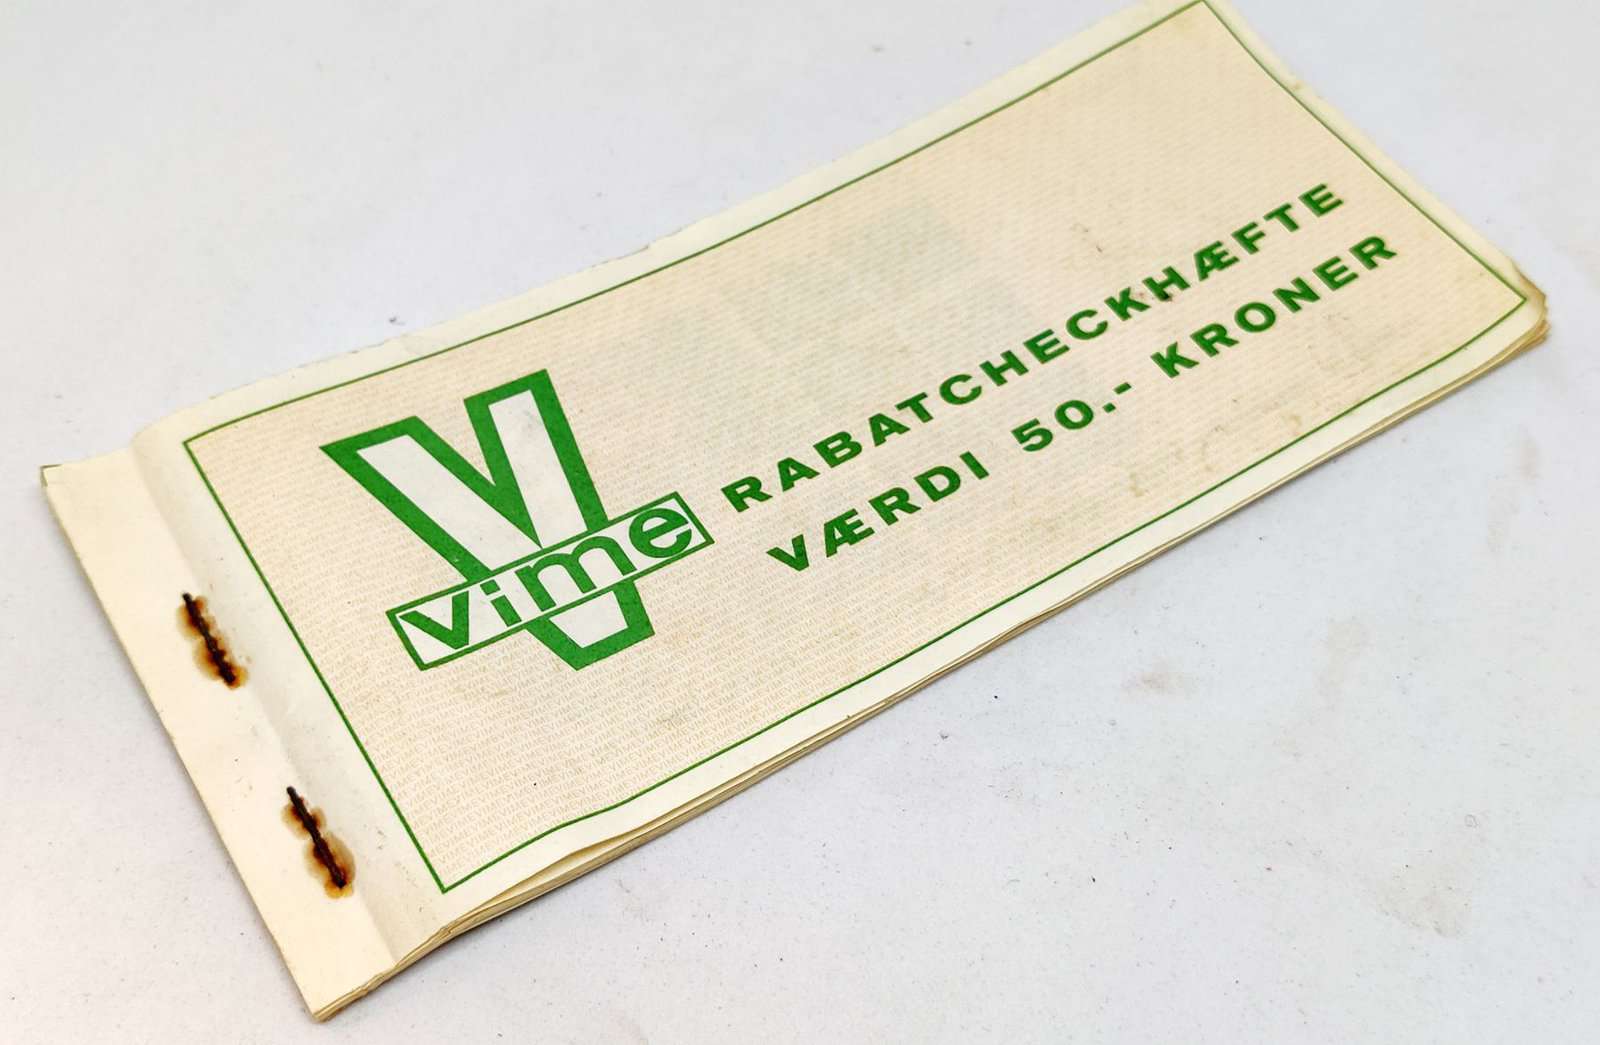 V
vime
RABATCHECKHÆFTE
VÆRDI 50.- KRONER